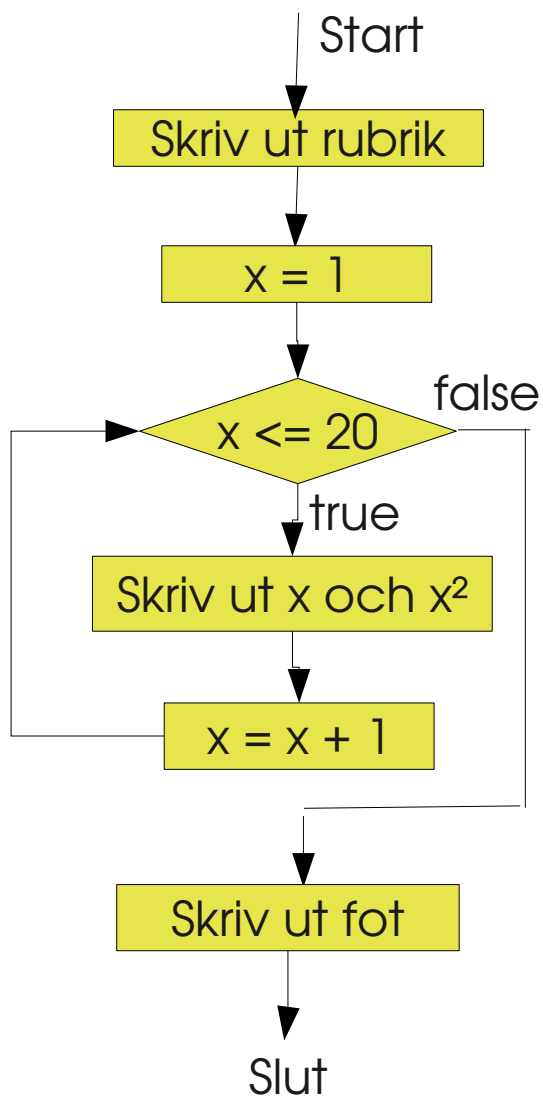 Start
Skriv ut rubrik
x = 1
false
x <= 20
true
Skriv ut x och x²
x = x + 1
Skriv ut fot
Slut